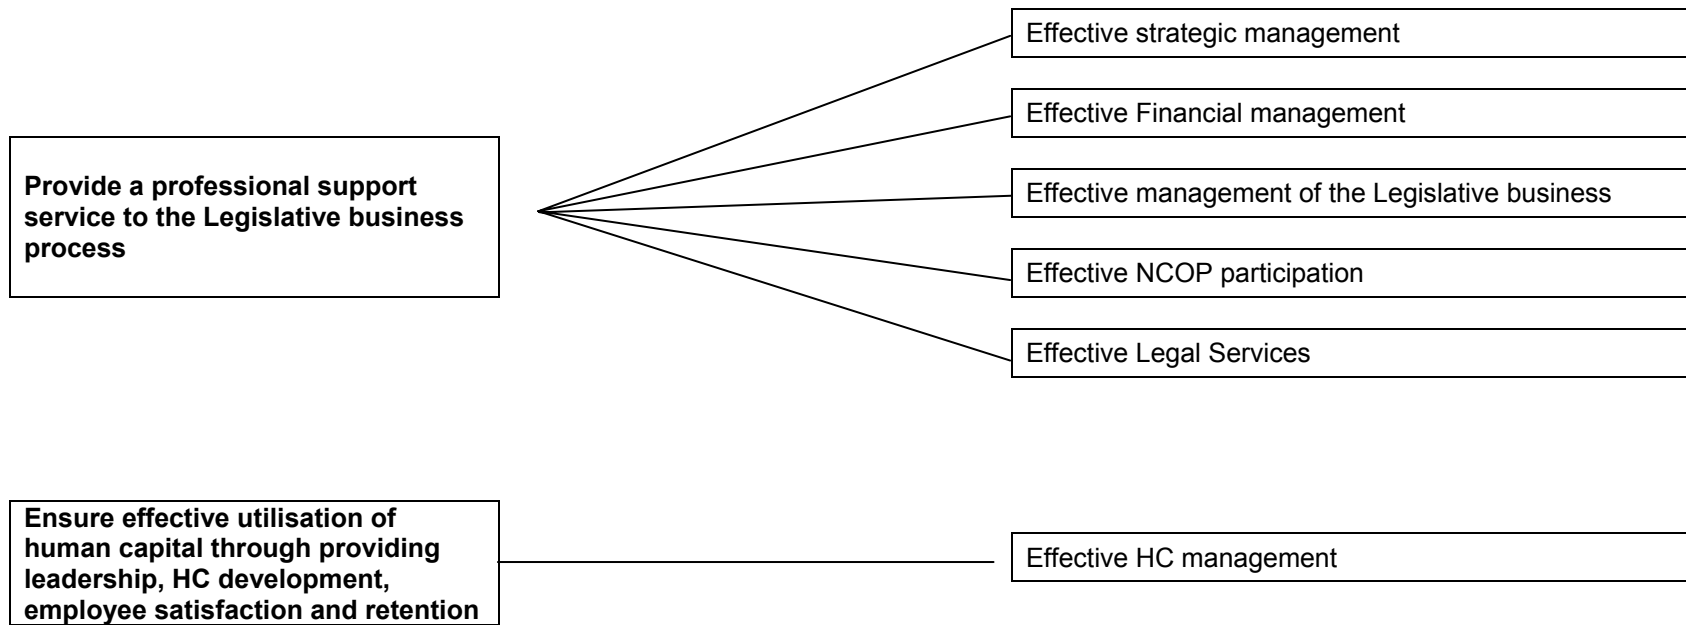 Effective strategic management
Effective Financial management
Provide a professional support
service to the Legislative business
process
Effective management of the Legislative business
Effective NCOP participation
Effective Legal Services
Ensure effective utilisation of
human capital through providing
leadership, HC development,
employee satisfaction and retention
Effective HC management